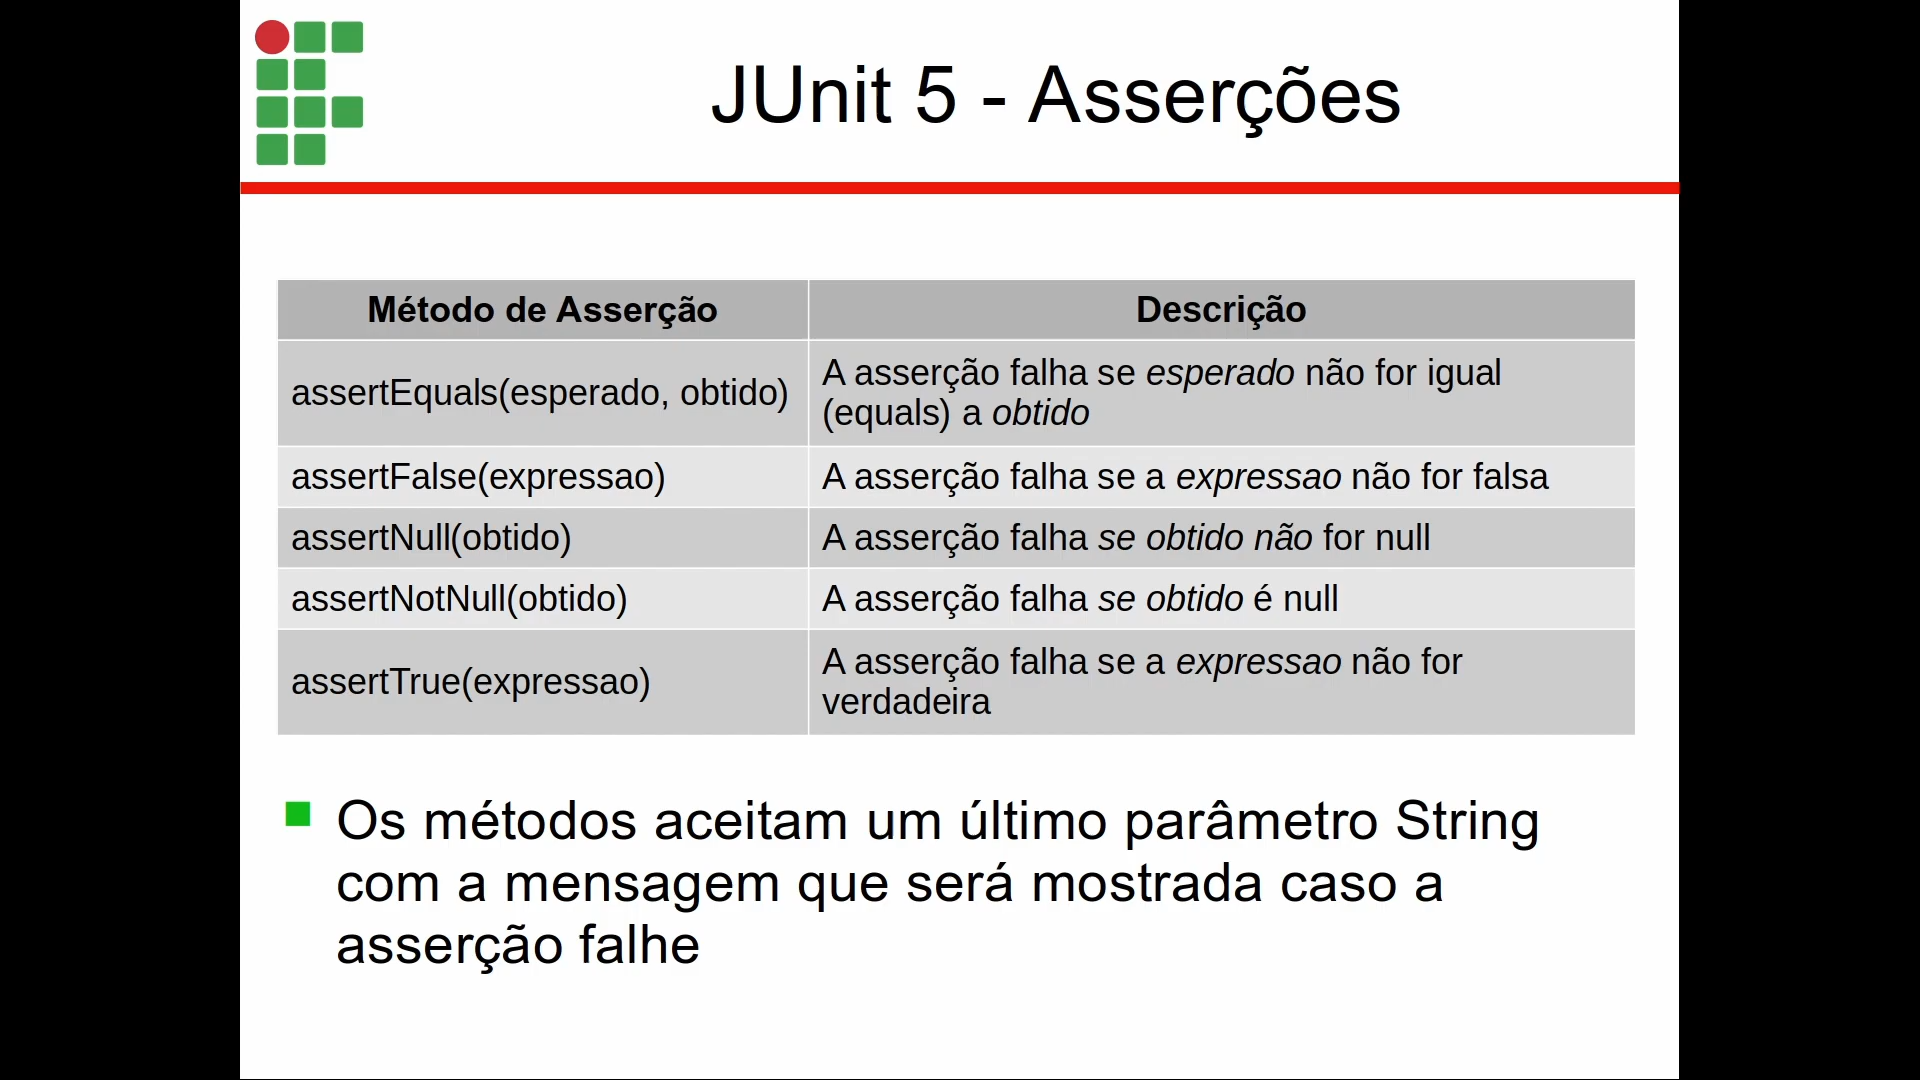 JUnit 5 - Asserções
Método de Asserção
Descrição
assertEquals(esperado, obtido)
A asserção falha se esperado não for igual
(equals) a obtido
assertFalse(expressao)
A asserção falha se a expressao não for falsa
assertNull(obtido)
A asserção falha se obtido não for null
assertNotNull(obtido)
A asserção falha se obtido é null
assertTrue(expressao)
A asserção falha se a expressao não for
verdadeira
Os métodos aceitam um último parâmetro String
com a mensagem que será mostrada caso a
asserção falhe